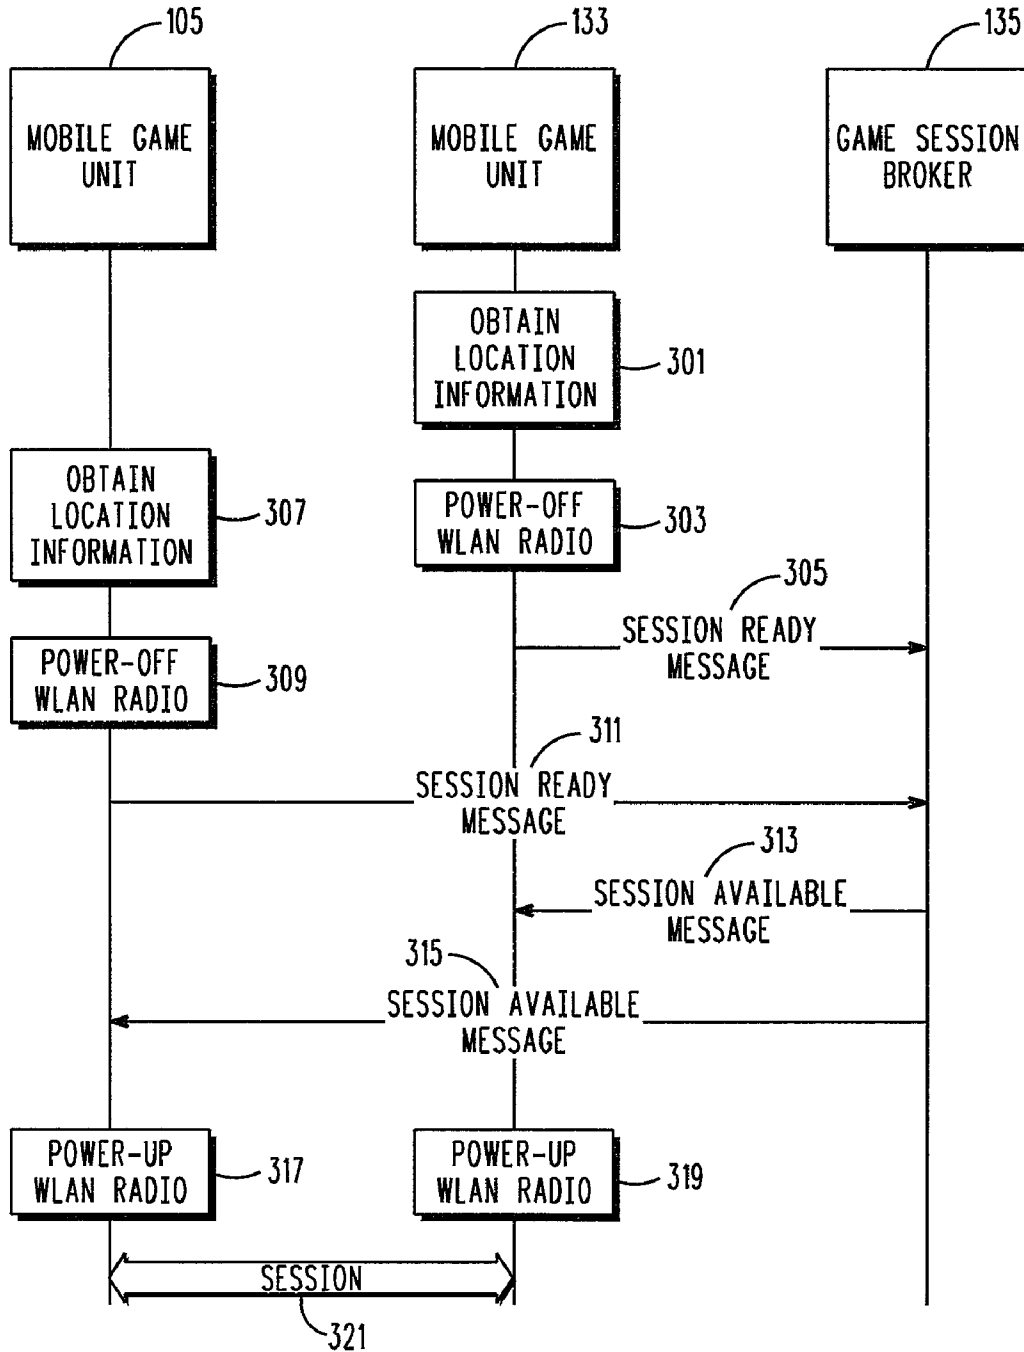 105
133
135
MOBILE GAME
UNIT
MOBILE GAME
UNIT
GAME SESSION
BROKER
OBTAIN
LOCATION
INFORMATION
301
OBTAIN
LOCATION
INFORMATION
307
POWER-OFF
WLAN RADIO
303
305
SESSION READY
MESSAGE
POWER-OFF
WLAN RADIO
309
311
SESSION READY
MESSAGE
313
SESSION AVAILABLE
MESSAGE
315
SESSION AVAILABLE
MESSAGE
POWER-UP
WLAN RADIO
317
POWER-UP
WLAN RADIO
319
SESSION
321